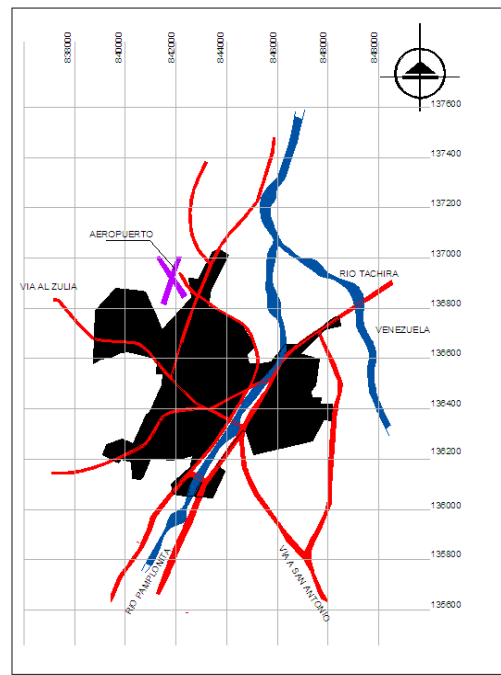 838000
840000
842000
844000
846000
848000
137600
137400
137200
AEROPUERTO
137000
RIO TACHIRA
VIA AL ZULIA
136800
VENEZUELA
136600
136400
136200
136000
135800
RIO PAMPLONITA
VIA A SAN ANTONIO
135600